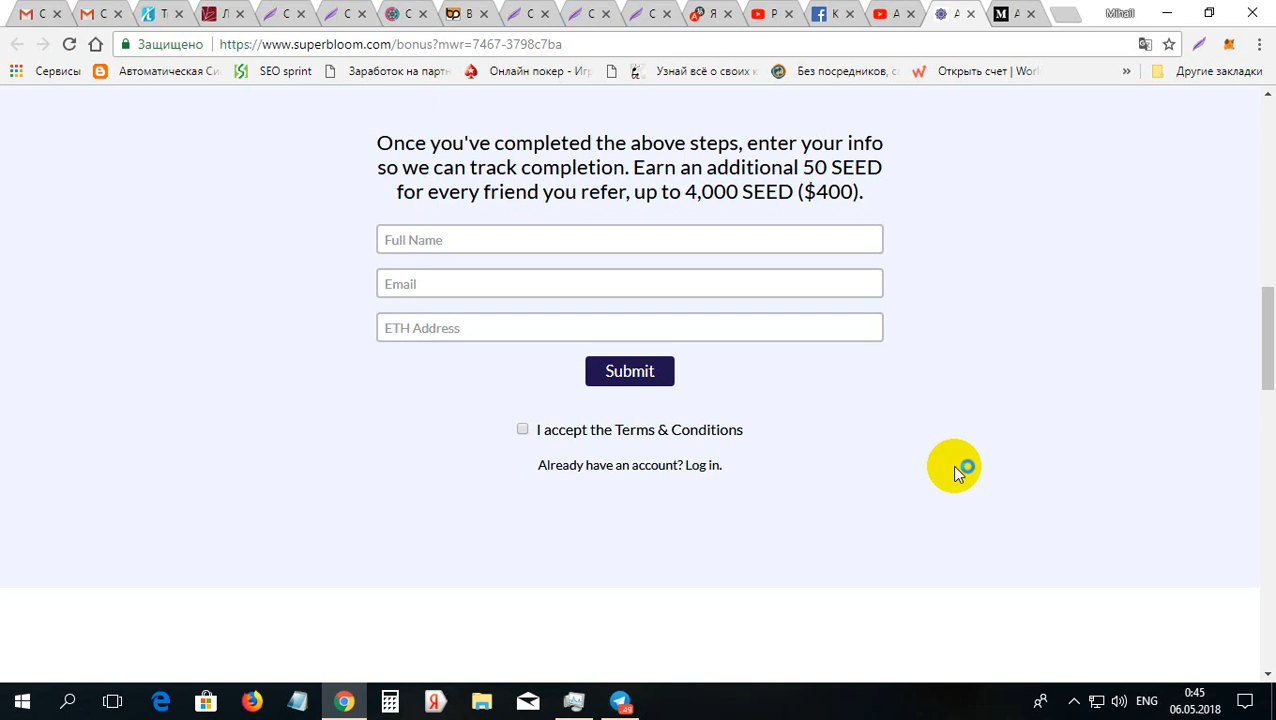 С
С
Т
Л
С
С
С
В
С
С
С
Я
Р
К
А
А
А
Mihail
Защищено
https://www.superbloom.com/bonus?mwr=7467-3798c7ba
Сервисы
Автоматическая Си
SEO sprint
Заработок на партн
Онлайн покер - Игр
Узнай всё о своих к
Без посредников, са
Открыть счет | Worl
»
Другие закладки
Once you've completed the above steps, enter your info
so we can track completion. Earn an additional 50 SEED
for every friend you refer, up to 4,000 SEED ($400).
Full Name
Email
ETH Address
Submit
I accept the Terms & Conditions
Already have an account? Log in.
49
ENG
0:45
06.05.2018